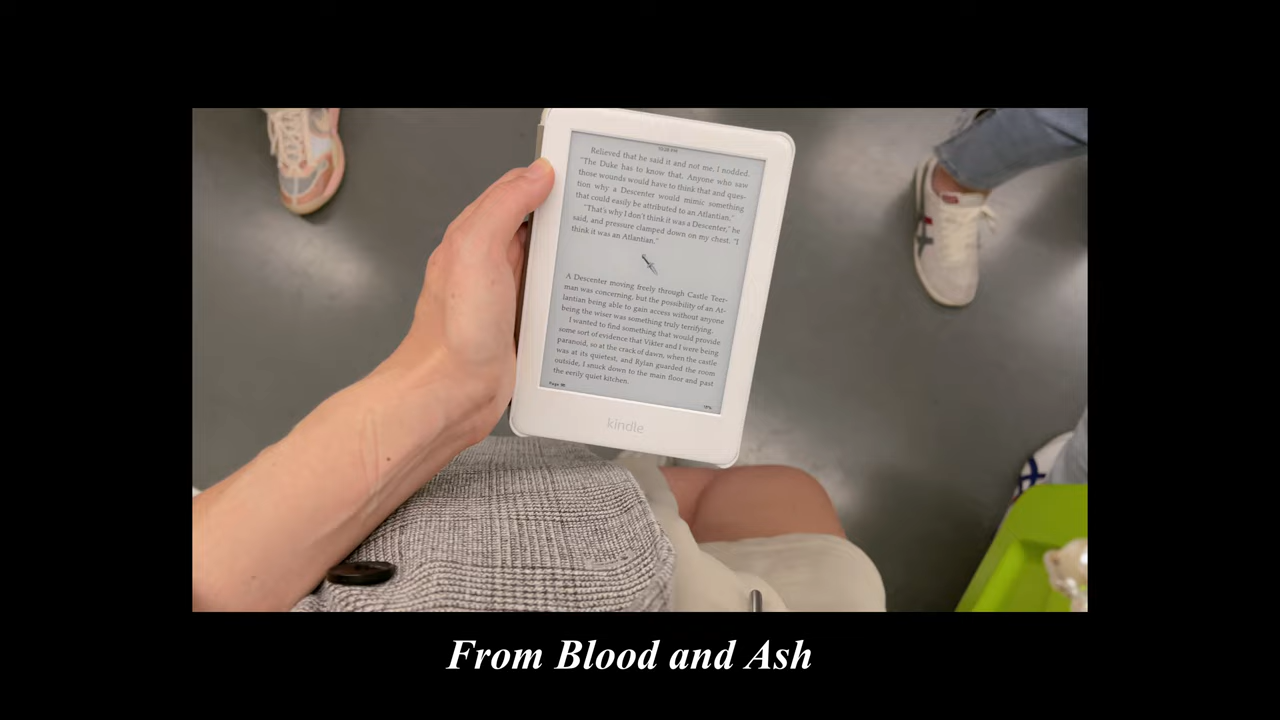 Relieved that he said it and not me, I nodded.
"The Duke has to know that. Anyone who saw
those wounds would have to think that and ques-
tion why a Descenter would mimic something
that could easily be attributed to an Atlantian."
"That's why I don't think it was a Descenter," he
said, and pressure clamped down on my chest. "I
think it was an Atlantian."
A Descenter moving freely through Castle Teer-
man was concerning, but the possibility of an At-
lantian being able to gain access without anyone
being the wiser was something truly terrifying.
I wanted to find something that would provide
some sort of evidence that Vikter and I were being
paranoid, so at the crack of dawn, when the castle
was at its quietest, and Rylan guarded the room
outside, I snuck down to the main floor and past
the eerily quiet kitchen.
Page
kindle
From Blood and Ash